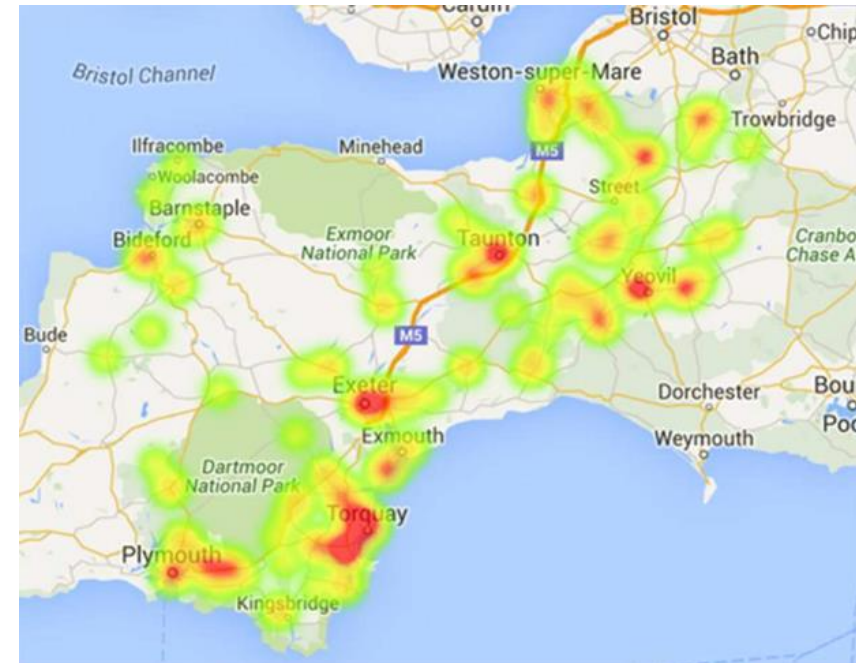 Cardiff
Bristol
Chip
Bath
Bristol Channel
Weston-super-Mare
Trowbridge
Ilfracombe
Minehead
M5
Woolacombe
Street
Barnstaple
Exmoor
National Park
Taunton
Bideford
Cranbo
Chase A
Yeovil
Bude
M5
Exeter
Dorchester
Bou
Poo
Exmouth
Weymouth
Dartmoor
National Park
Torquay
Plymouth
Kingsbridge